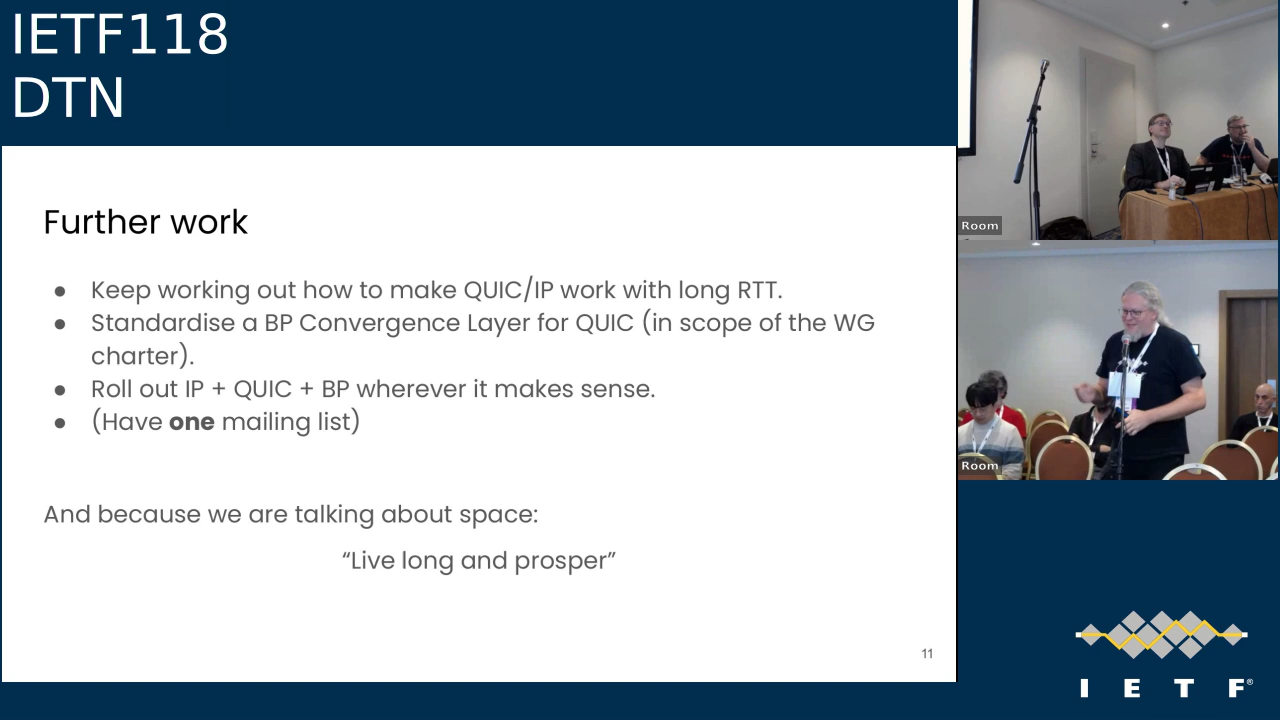 IETF118
DTN
Further work
● Keep working out how to make QUIC/IP work with long RTT.
● Standardise a BP Convergence Layer for QUIC (in scope of the WG
charter).
● Roll out IP + QUIC + BP wherever it makes sense.
● (Have one mailing list)
And because we are talking about space:
“Live long and prosper”
11
Room
Room
I E T F®